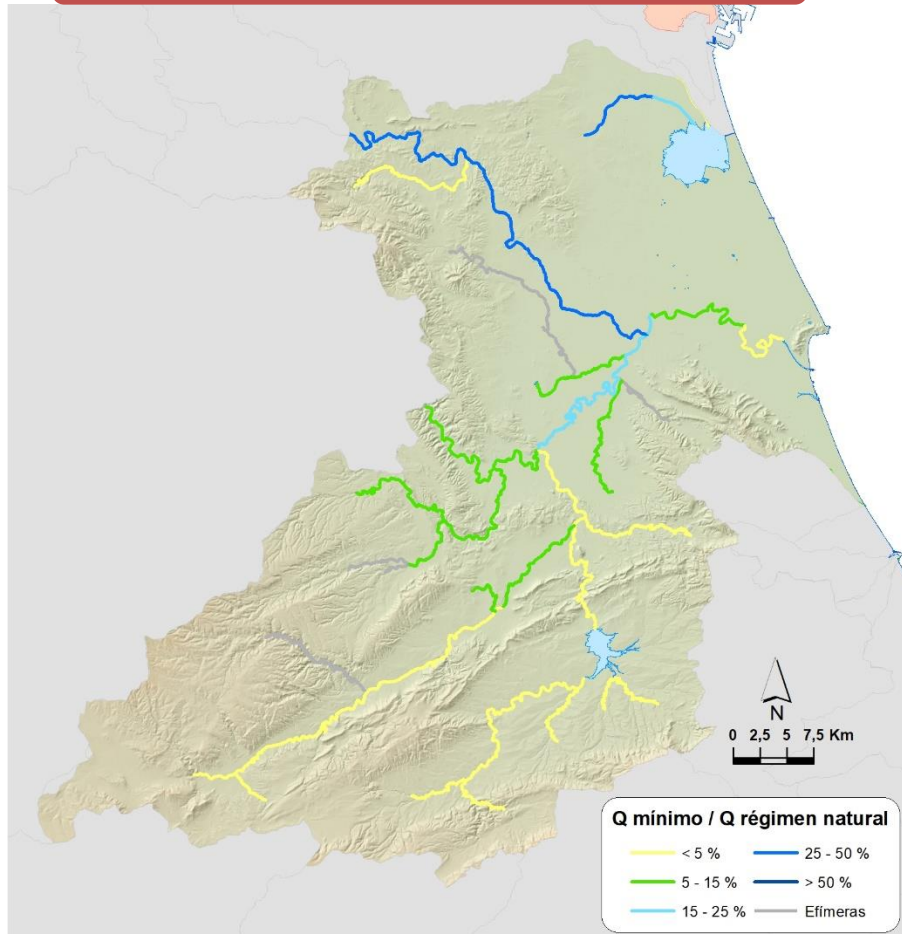 N
0 2,5 5 7,5 Km
Q mínimo / Q régimen natural
< 5 % 25 - 50 %
5 - 15 % > 50 %
15 - 25 % Efímeras